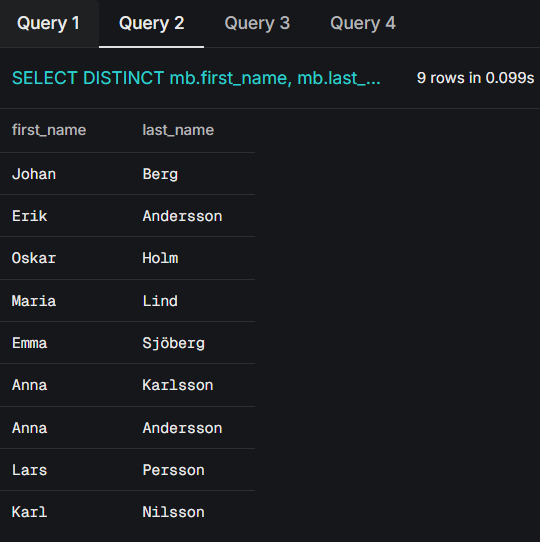 Query 1 Query 2 Query 3 Query 4
SELECT DISTINCT mb.first_name, mb.last_... 9 rows in 0.099s
first_name last_name
Johan Berg
Erik Andersson
Oskar Holm
Maria Lind
Emma Sjöberg
Anna Karlsson
Anna Andersson
Lars Persson
Karl Nilsson